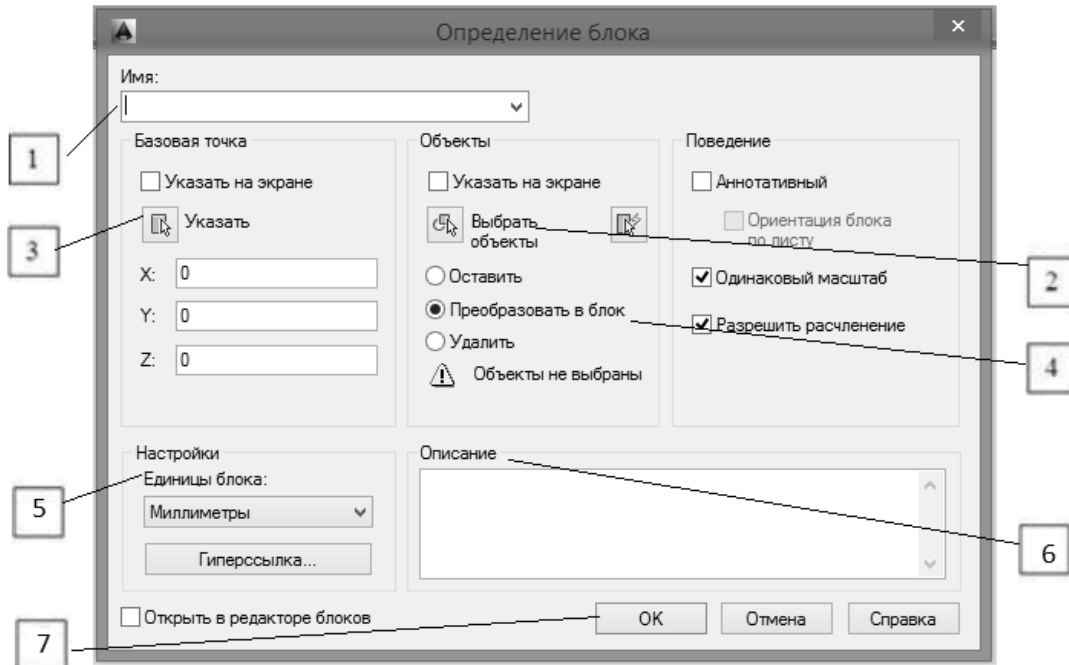 Определение блока
Имя:
1
Базовая точка
Указать на экране
3
Указать
X: 0
Y: 0
Z: 0
Объекты
Указать на экране
Выбрать
объекты
Оставить
Преобразовать в блок
Удалить
Объекты не выбраны
Поведение
Аннотативный
Ориентация блока
по листу
2
Одинаковый масштаб
Разрешить расчленение
4
Настройки
5
Единицы блока:
Миллиметры
Гиперссылка...
Описание
6
Открыть в редакторе блоков
7
OK
Отмена
Справка